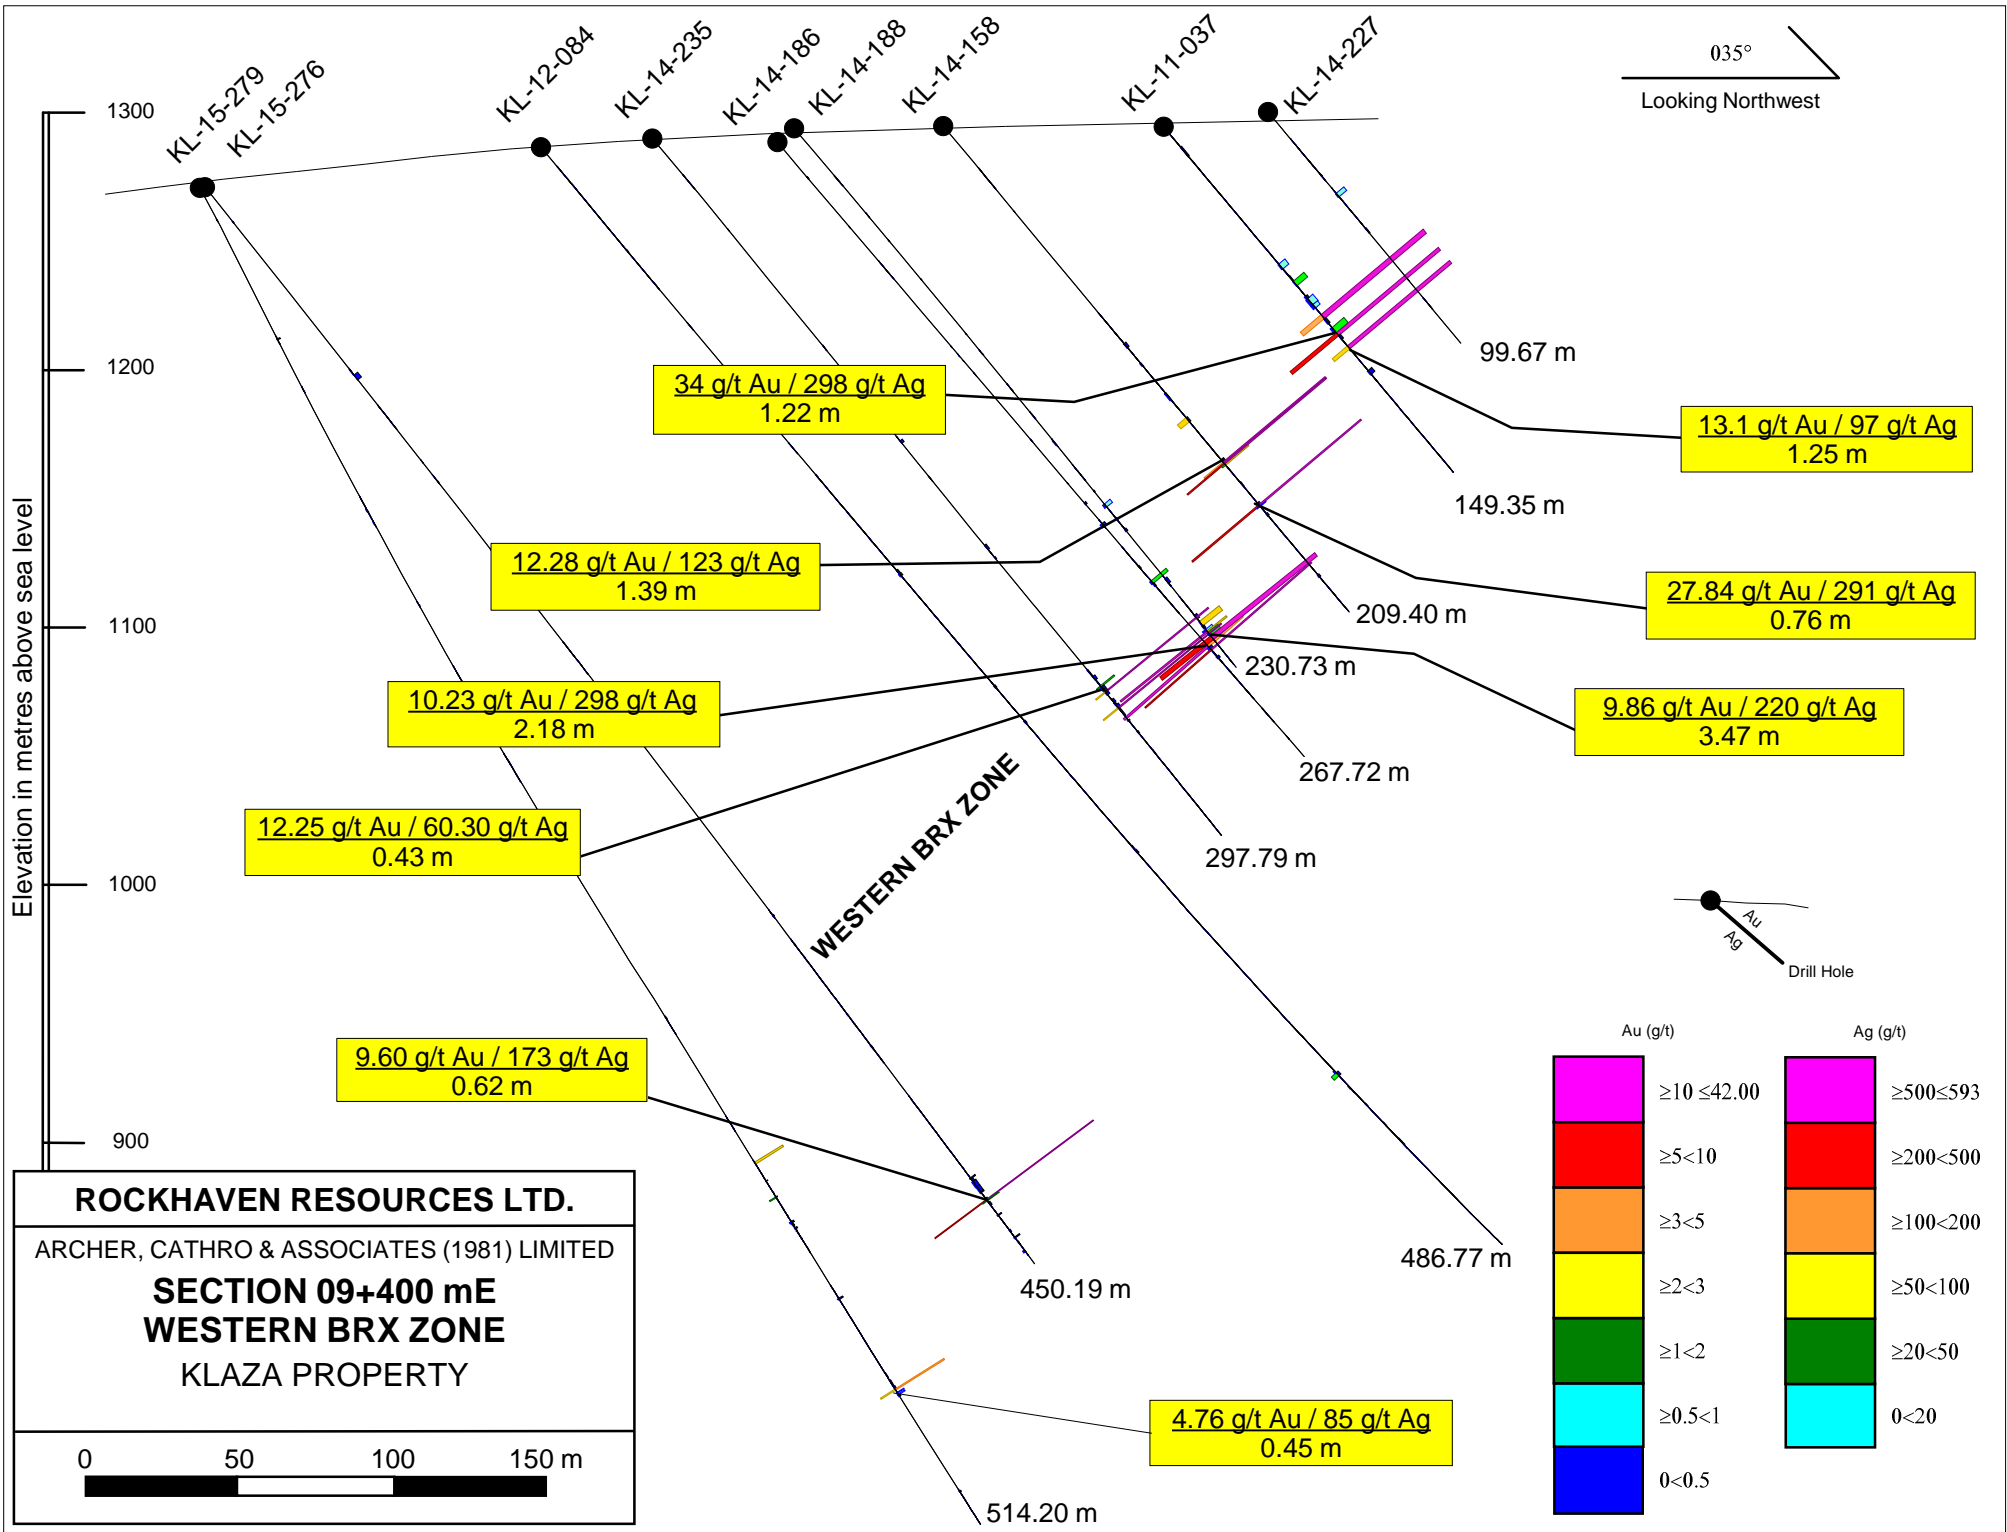 KL-15-279
KL-15-276
KL-12-084
KL-14-235
KL-14-186
KL-14-188
KL-14-158
KL-11-037
KL-14-227
035°
Looking Northwest
Elevation in metres above sea level
1300
1200
1100
1000
900
99.67 m
34 g/t Au / 298 g/t Ag
1.22 m
13.1 g/t Au / 97 g/t Ag
1.25 m
149.35 m
12.28 g/t Au / 123 g/t Ag
1.39 m
27.84 g/t Au / 291 g/t Ag
0.76 m
209.40 m
230.73 m
10.23 g/t Au / 298 g/t Ag
2.18 m
9.86 g/t Au / 220 g/t Ag
3.47 m
267.72 m
12.25 g/t Au / 60.30 g/t Ag
0.43 m
297.79 m
WESTERN BRX ZONE
Au
Ag
Drill Hole
9.60 g/t Au / 173 g/t Ag
0.62 m
486.77 m
450.19 m
4.76 g/t Au / 85 g/t Ag
0.45 m
514.20 m
Au (g/t)
≥10 ≤42.00
≥5<10
≥3<5
≥2<3
≥1<2
≥0.5<1
0<0.5
Ag (g/t)
≥500≤593
≥200<500
≥100<200
≥50<100
≥20<50
0<20
ROCKHAVEN RESOURCES LTD.
ARCHER, CATHRO & ASSOCIATES (1981) LIMITED
SECTION 09+400 mE
WESTERN BRX ZONE
KLAZA PROPERTY
0 50 100 150 m